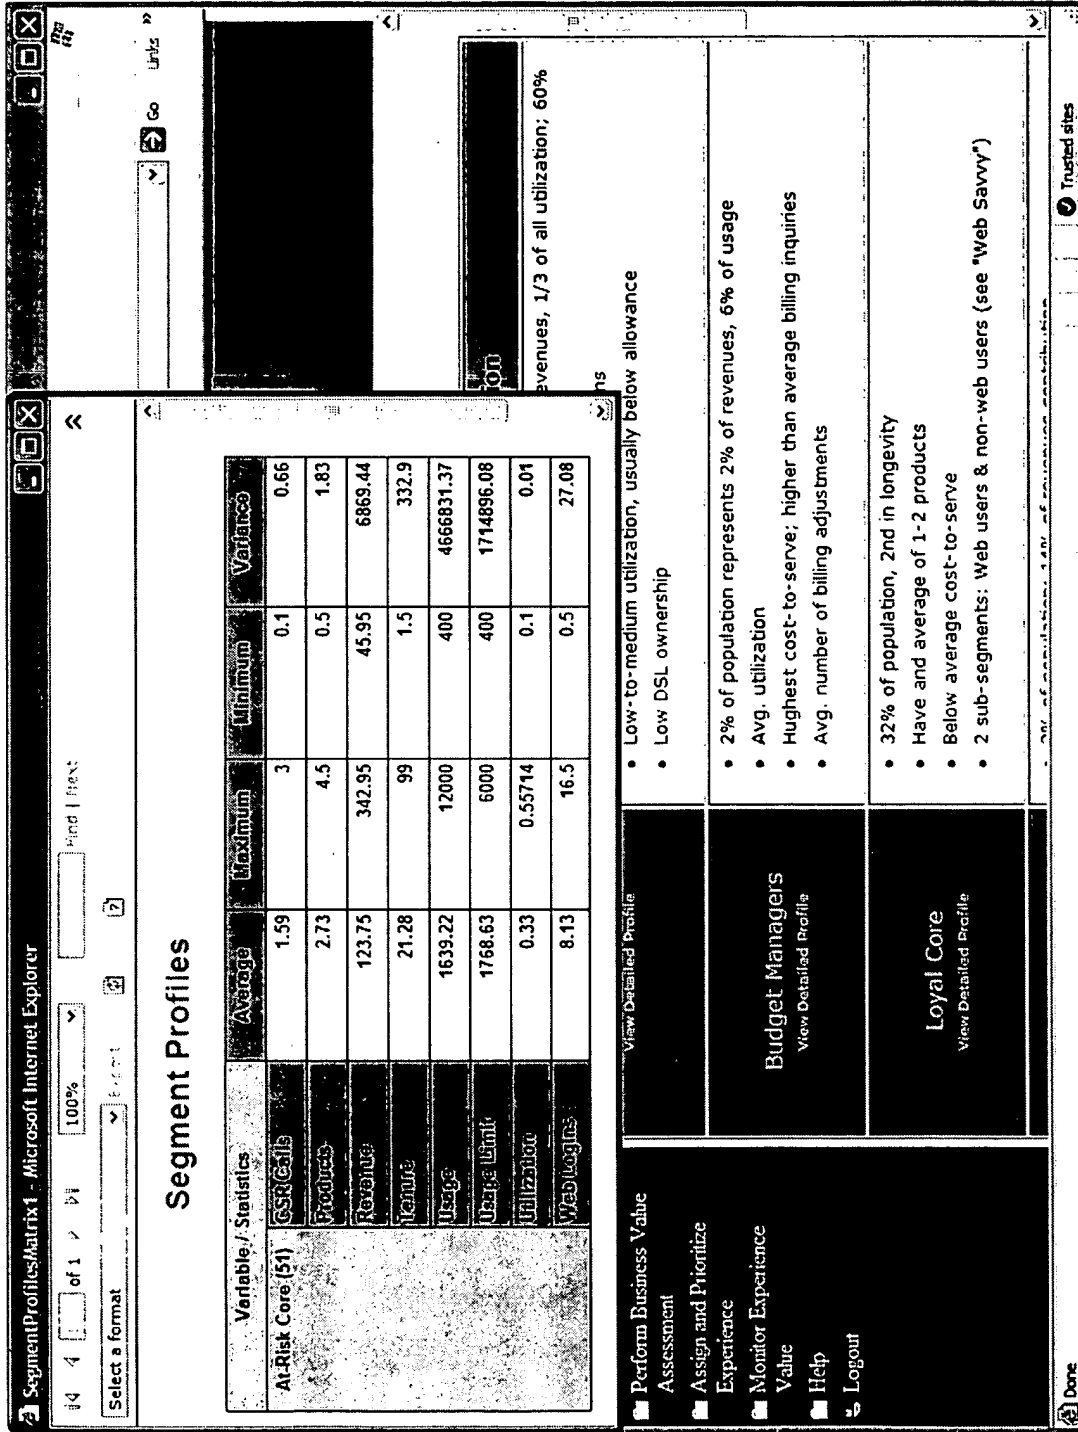 SegmentProfilesMatrix1 - Microsoft Internet Explorer
of 1
100%
Find | Next
Select a format
Export
Go Links »
Segment Profiles
Variable / Statistics Average Maximum Minimum Variance
At-Risk Core (51) CSR Calls 1.59 3 0.1 0.66
Products 2.73 4.5 0.5 1.83
Revenue 123.75 342.95 45.95 6869.44
Tenure 21.28 99 1.5 332.9
Usage 1639.22 12000 400 4666831.37
Usage Limit 1768.63 6000 400 1714896.08
Utilization 0.33 0.55714 0.1 0.01
Web Logins 8.13 16.5 0.5 27.08
ion
evenues, 1/3 of all utilization; 60%
ns
• Low-to-medium utilization, usually below allowance
• Low DSL ownership
View Detailed Profile
Budget Managers
View Detailed Profile
• 2% of population represents 2% of revenues, 6% of usage
• Avg. utilization
• Hughest cost-to-serve; higher than average billing inquiries
• Avg. number of billing adjustments
Loyal Core
View Detailed Profile
• 32% of population, 2nd in longevity
• Have and average of 1-2 products
• Below average cost-to-serve
• 2 sub-segments: Web users & non-web users (see "Web Savvy")
Perform Business Value
Assessment
Assign and Prioritize
Experience
Monitor Experience
Value
Help
Logout
Done
Trusted sites